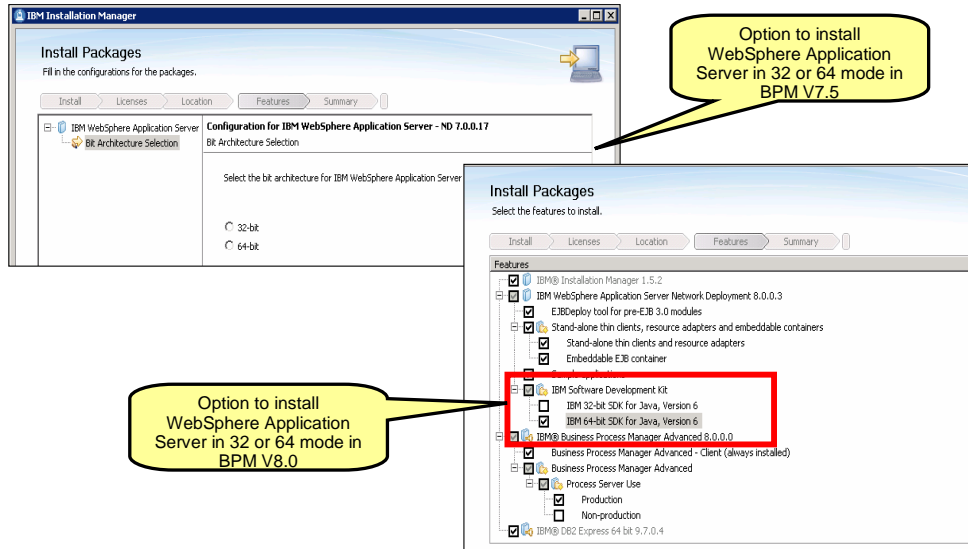 IBM Installation Manager
Install Packages
Fill in the configurations for the packages.
Install Licenses Location Features Summary
IBM WebSphere Application Server
Bit Architecture Selection
Configuration for IBM WebSphere Application Server - ND 7.0.0.17
Bit Architecture Selection
Select the bit architecture for IBM WebSphere Application Server
32-bit
64-bit
Option to install
WebSphere Application
Server in 32 or 64 mode in
BPM V7.5
Install Packages
Select the features to install.
Install Licenses Location Features Summary
Features
IBM® Installation Manager 1.5.2
IBM WebSphere Application Server Network Deployment 8.0.0.3
EJBDeploy tool for pre-EJB 3.0 modules
Stand-alone thin clients, resource adapters and embeddable containers
Stand-alone thin clients and resource adapters
Embeddable EJB container
Sample applications
IBM Software Development Kit
IBM 32-bit SDK for Java, Version 6
IBM 64-bit SDK for Java, Version 6
IBM® Business Process Manager Advanced 8.0.0.0
Business Process Manager Advanced - Client (always installed)
Business Process Manager Advanced
Process Server Use
Production
Non-production
IBM® DB2 Express 64 bit 9.7.0.4
Option to install
WebSphere Application
Server in 32 or 64 mode in
BPM V8.0